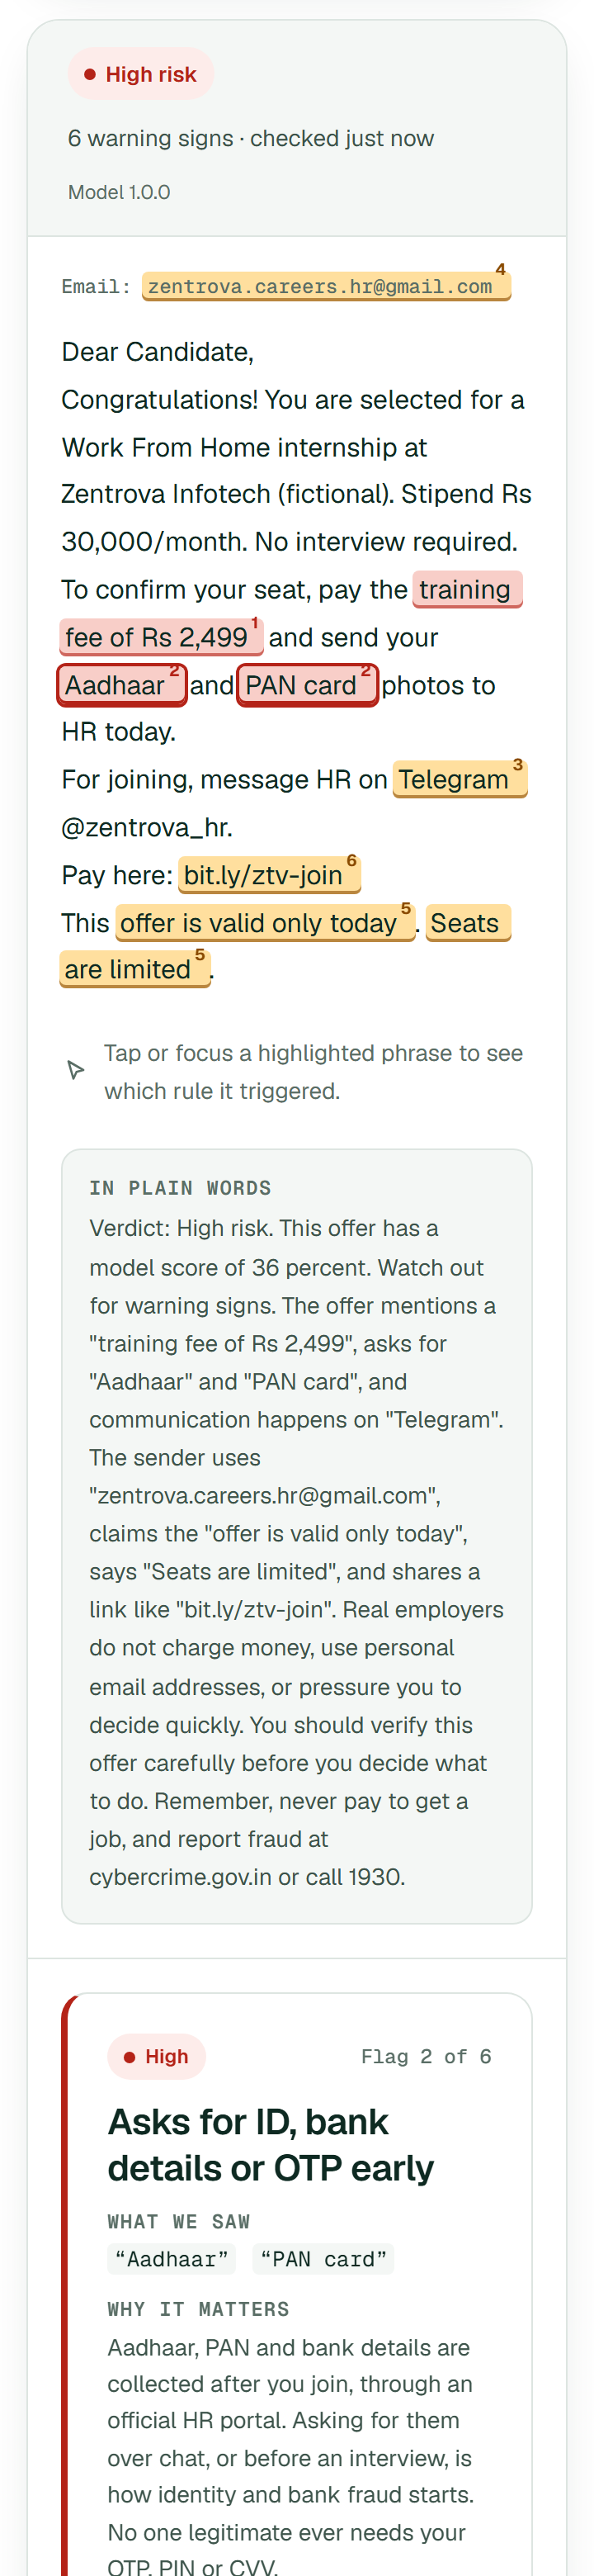 High risk
6 warning signs · checked just now
Model 1.0.0
Email: zentrova.careers.hr@gmail.com 4
Dear Candidate,
Congratulations! You are selected for a
Work From Home internship at
Zentrova Infotech (fictional). Stipend Rs
30,000/month. No interview required.
To confirm your seat, pay the training
fee of Rs 2,499 1 and send your
Aadhaar 2 and PAN card 2 photos to
HR today.
For joining, message HR on Telegram 3
@zentrova_hr.
Pay here: bit.ly/ztv-join 6
This offer is valid only today 5. Seats
are limited 5.
Tap or focus a highlighted phrase to see
which rule it triggered.
IN PLAIN WORDS
Verdict: High risk. This offer has a
model score of 36 percent. Watch out
for warning signs. The offer mentions a
"training fee of Rs 2,499", asks for
"Aadhaar" and "PAN card", and
communication happens on "Telegram".
The sender uses
"zentrova.careers.hr@gmail.com",
claims the "offer is valid only today",
says "Seats are limited", and shares a
link like "bit.ly/ztv-join". Real employers
do not charge money, use personal
email addresses, or pressure you to
decide quickly. You should verify this
offer carefully before you decide what
to do. Remember, never pay to get a
job, and report fraud at
cybercrime.gov.in or call 1930.
High
Flag 2 of 6
Asks for ID, bank
details or OTP early
WHAT WE SAW
“Aadhaar” “PAN card”
WHY IT MATTERS
Aadhaar, PAN and bank details are
collected after you join, through an
official HR portal. Asking for them
over chat, or before an interview, is
how identity and bank fraud starts.
No one legitimate ever needs your
OTP, PIN or CVV.